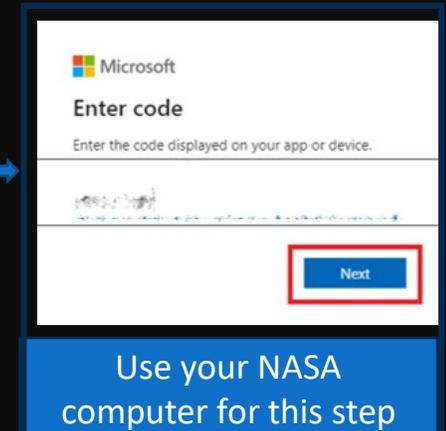 Microsoft
Enter code
Enter the code displayed on your app or device.
Next
Use your NASA
computer for this step